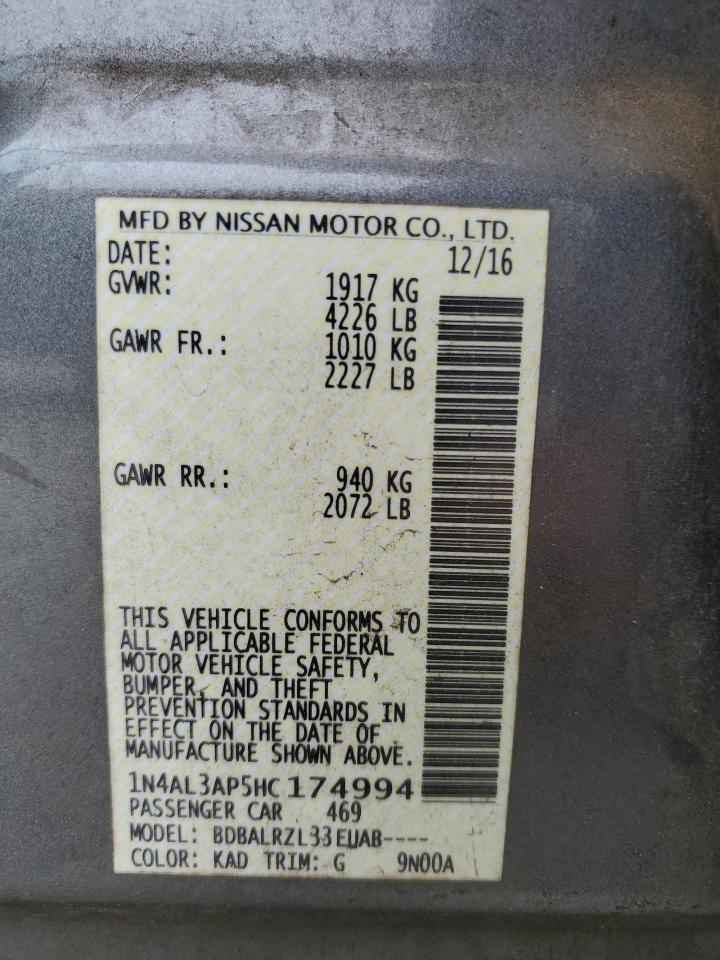 MFD BY NISSAN MOTOR CO., LTD.
DATE: 12/16
GVWR: 1917 KG
4226 LB
GAWR FR.: 1010 KG
2227 LB
GAWR RR.: 940 KG
2072 LB
THIS VEHICLE CONFORMS TO
ALL APPLICABLE FEDERAL
MOTOR VEHICLE SAFETY,
BUMPER, AND THEFT
PREVENTION STANDARDS IN
EFFECT ON THE DATE OF
MANUFACTURE SHOWN ABOVE.
1N4AL3AP5HC174994
PASSENGER CAR 469
MODEL: BDBALRZL33EUAB----
COLOR: KAD TRIM: G 9N00A